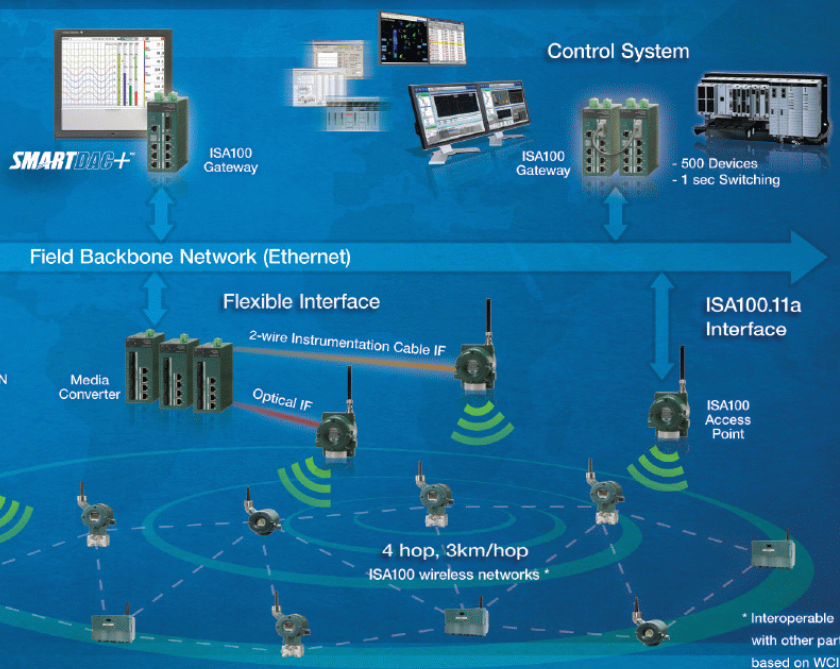 Control System
SMARTDAC+™
ISA100
Gateway
ISA100
Gateway
- 500 Devices
- 1 sec Switching
Field Backbone Network (Ethernet)
Flexible Interface
ISA100.11a
Interface
2-wire Instrumentation Cable IF
Media
Converter
Optical IF
ISA100
Access
Point
4 hop, 3km/hop
ISA100 wireless networks *
* Interoperable
with other
based on